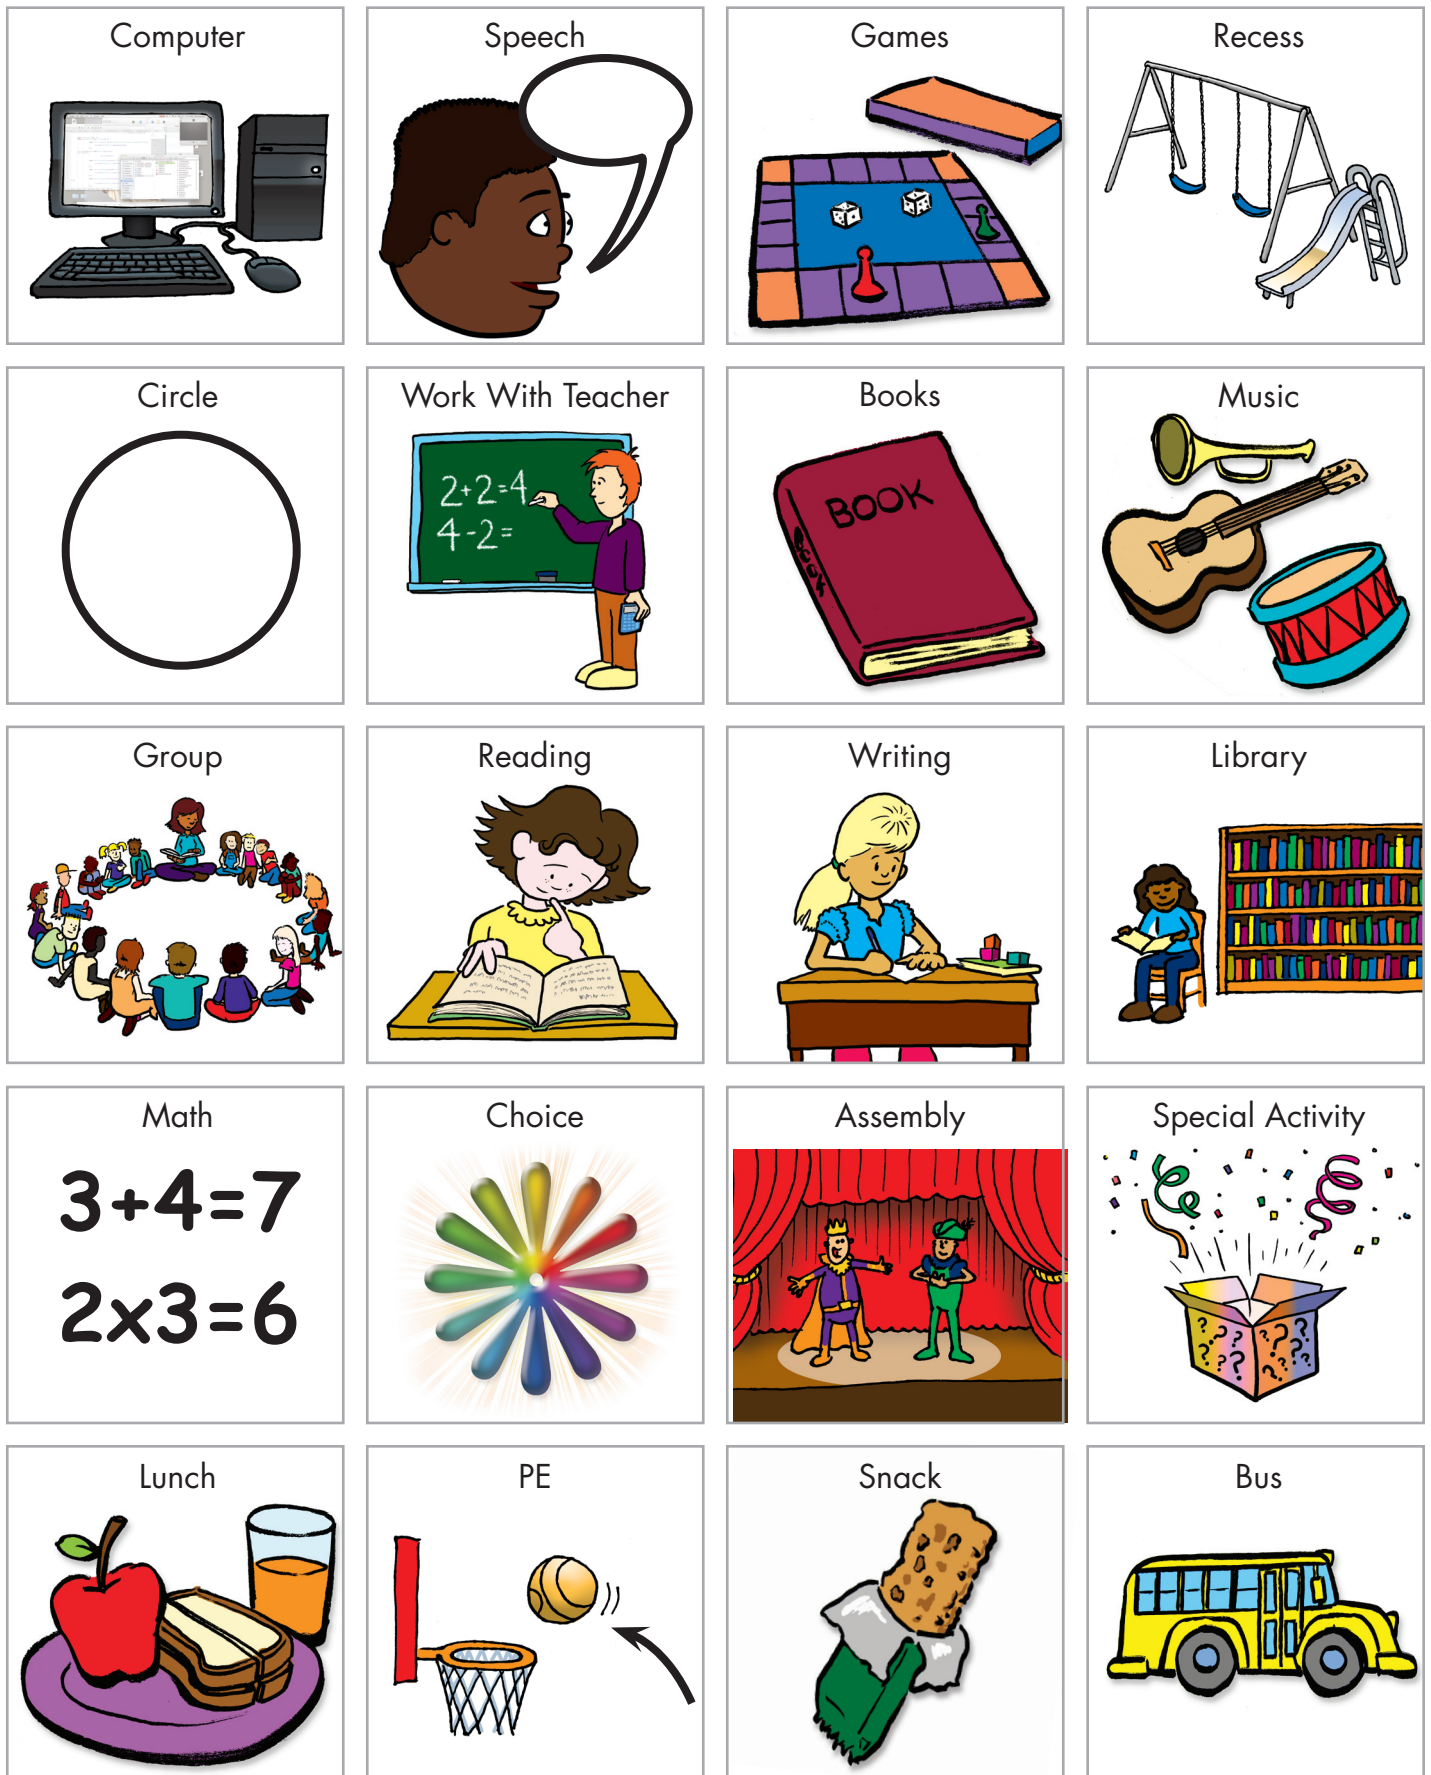 Computer
Speech
Games
Recess
Circle
Work With Teacher
2+2=4
4-2=
Books
BOOK
BOOK
Music
Group
Reading
Writing
Library
Math
3+4=7
2x3=6
Choice
Assembly
Special Activity
? ? ? ? ? ?
? ? ? ? ? ?
Lunch
PE
Snack
Bus